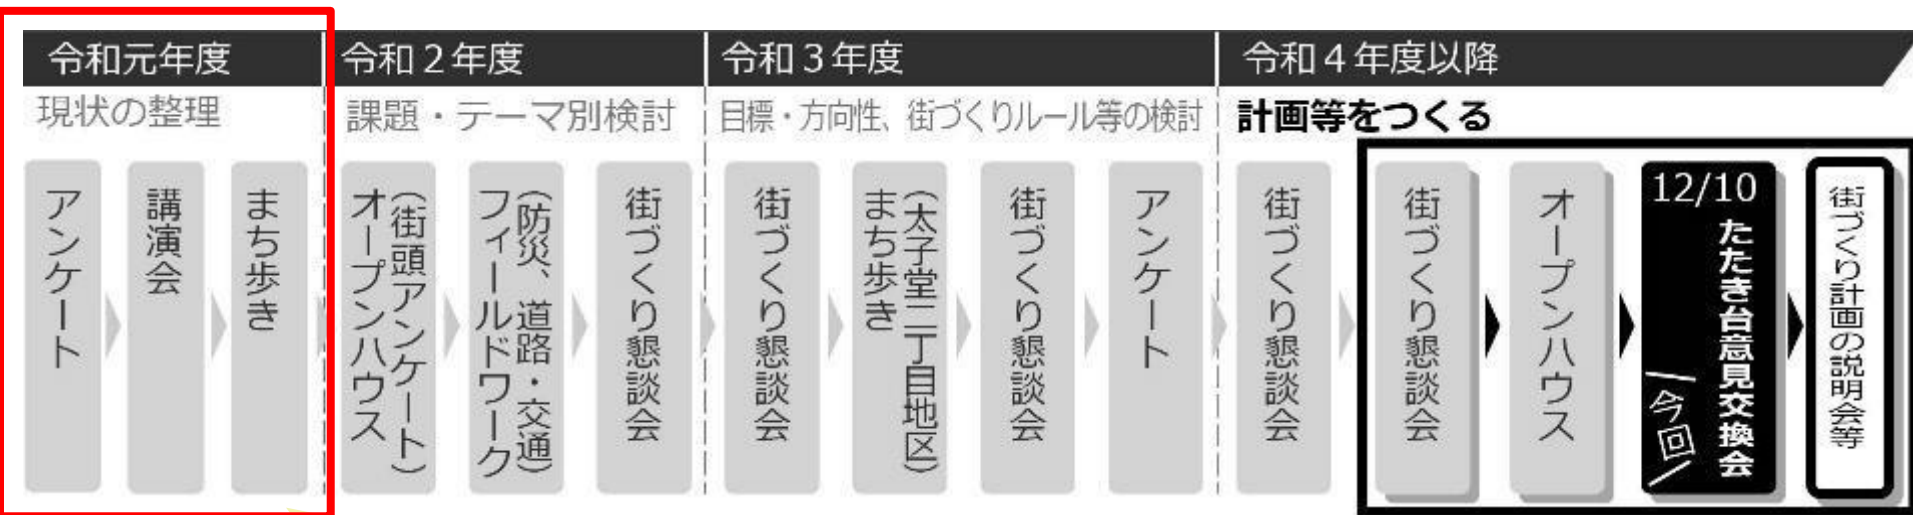 令和元年度
令和２年度
令和３年度
令和４年度以降
現状の整理
課題・テーマ別検討
目標・方向性、街づくりルール等の検討
計画等をつくる
アンケート
講演会
まち歩き
オープンハウス
（街頭アンケート）
フィールドワーク
（防災、道路・交通）
街づくり懇談会
街づくり懇談会
まち歩き
（太子堂二丁目地区）
街づくり懇談会
アンケート
街づくり懇談会
街づくり懇談会
オープンハウス
12/10
たたき台意見交換会
今回
街づくり計画の説明会等